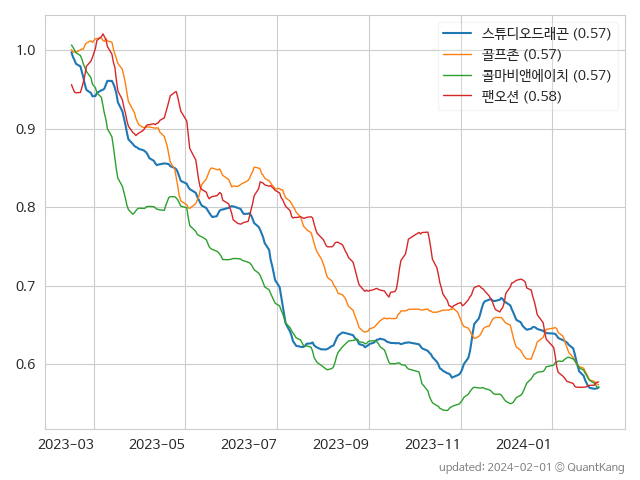 스튜디오드래곤 (0.57)
골프존 (0.57)
콜마비앤에이치 (0.57)
팬오션 (0.58)
1.0
0.9
0.8
0.7
0.6
2023-03 2023-05 2023-07 2023-09 2023-11 2024-01
updated: 2024-02-01 © QuantKang